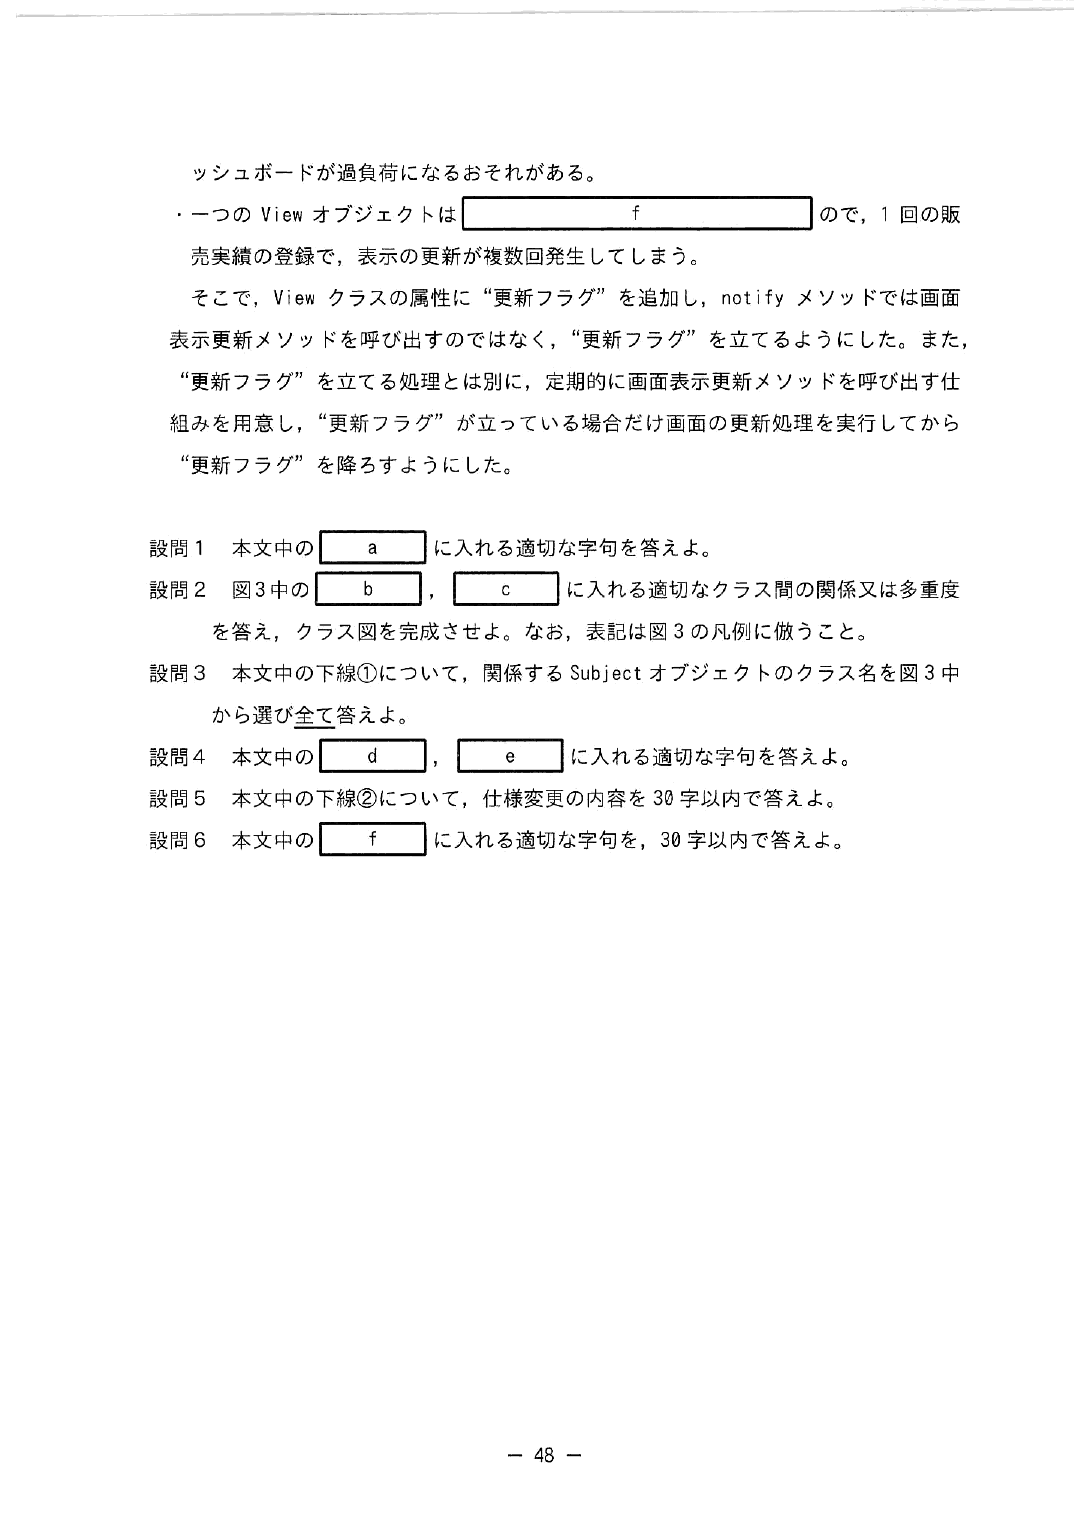 ッシュボードが過負荷になるおそれがある。
・一つの View オブジェクトは f ので，1 回の販
売実績の登録で，表示の更新が複数回発生してしまう。
そこで，View クラスの属性に“更新フラグ”を追加し，notify メソッドでは画面
表示更新メソッドを呼び出すのではなく，“更新フラグ”を立てるようにした。また，
“更新フラグ”を立てる処理とは別に，定期的に画面表示更新メソッドを呼び出す仕
組みを用意し，“更新フラグ”が立っている場合だけ画面の更新処理を実行してから
“更新フラグ”を降ろすようにした。
設問1 本文中の a に入れる適切な字句を答えよ。
設問2 図3中の b ， c に入れる適切なクラス間の関係又は多重度
を答え，クラス図を完成させよ。なお，表記は図3の凡例に倣うこと。
設問3 本文中の下線①について，関係する Subject オブジェクトのクラス名を図3中
から選び全て答えよ。
設問4 本文中の d ， e に入れる適切な字句を答えよ。
設問5 本文中の下線②について，仕様変更の内容を 30 字以内で答えよ。
設問6 本文中の f に入れる適切な字句を，30 字以内で答えよ。
－ 48 －